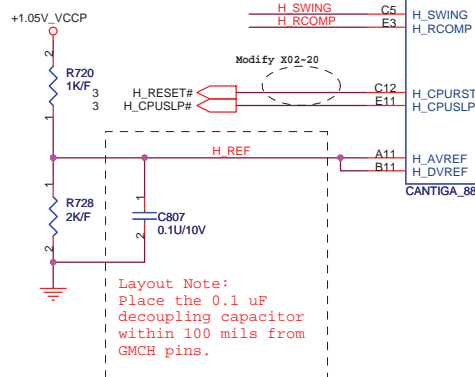 H_SWING C5 H_SWING
+1.05V_VCCP
H_RCOMP E3 H_RCOMP
Modify X02-20
2
R720
1K/F
1
3 H_RESET# C12 H_CPURST
3 H_CPUSLP# E11 H_CPUSLP
H_REF A11 H_AVREF
B11 H_DVREF
CANTIGA_88
1
R728
2K/F
2
1
C807
0.1U/10V
2
Layout Note:
Place the 0.1 uF
decoupling capacitor
within 100 mils from
GMCH pins.